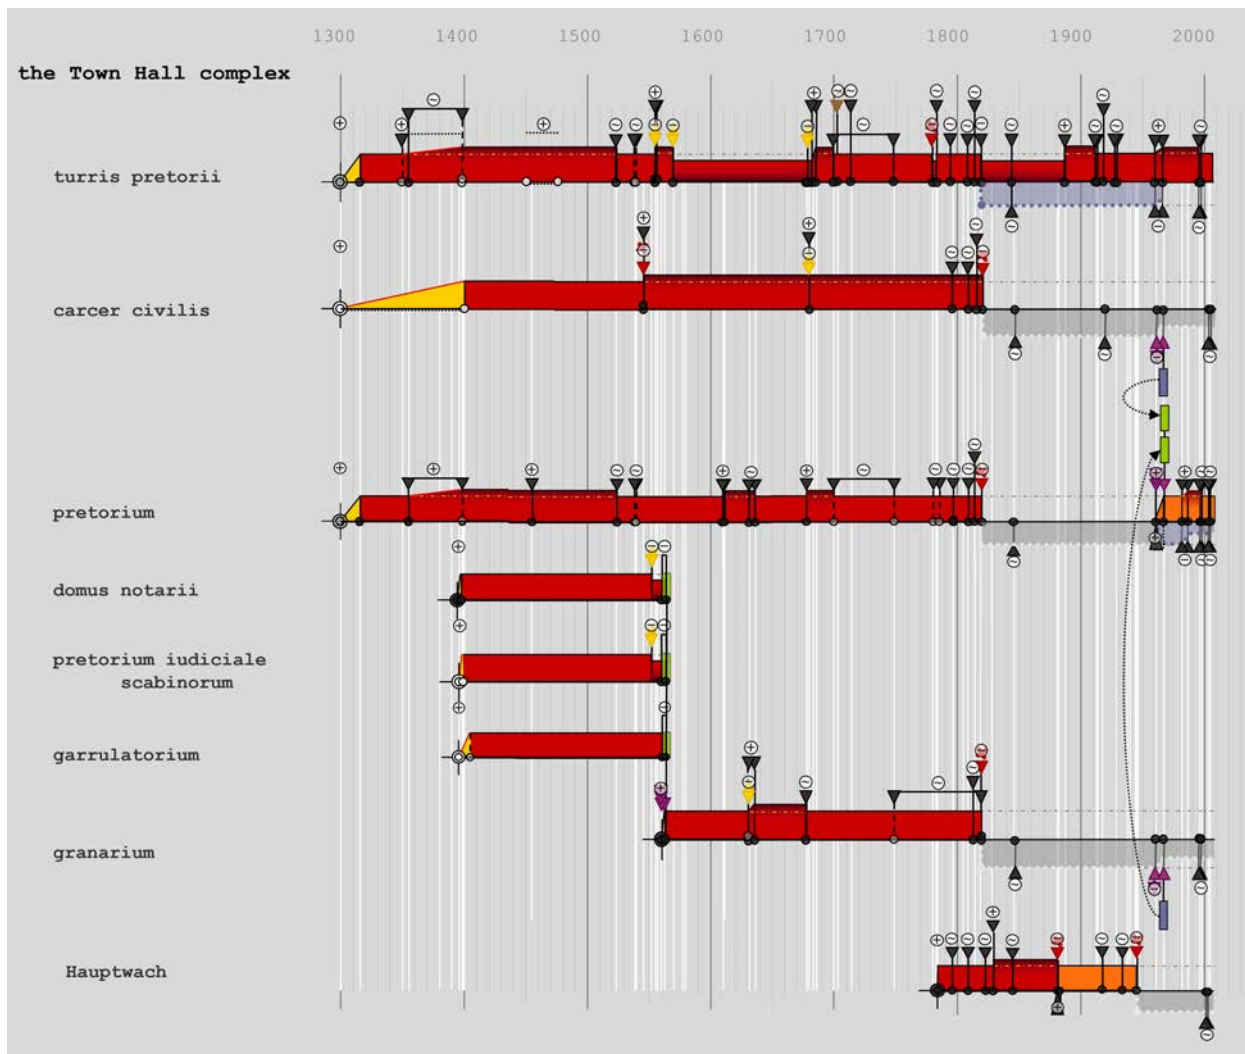 1300 1400 1500 1600 1700 1800 1900 2000
the Town Hall complex
turris pretorii
carcer civilis
pretorium
domus notarii
pretorium iudiciale
scabinorum
garrulatorium
granarium
Hauptwach